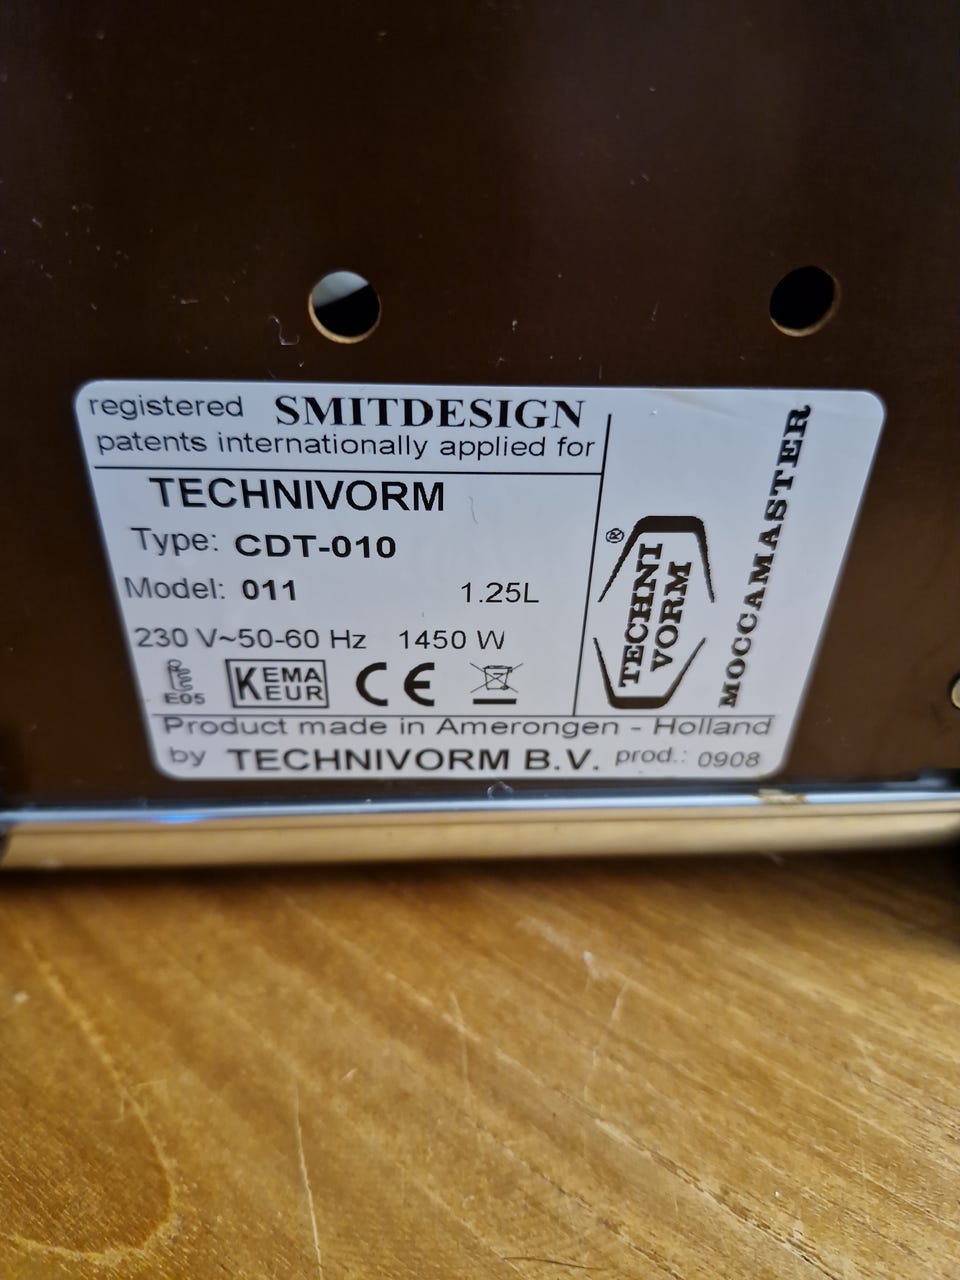 registered SMITDESIGN
patents internationally applied for
TECHNIVORM
Type: CDT-010
Model: 011 1.25L
230 V~50-60 Hz 1450 W
E05 KEMA KEUR CE
Product made in Amerongen - Holland
by TECHNIVORM B.V. prod.: 0908
® TECHNI
VORM
MOCCAMASTER